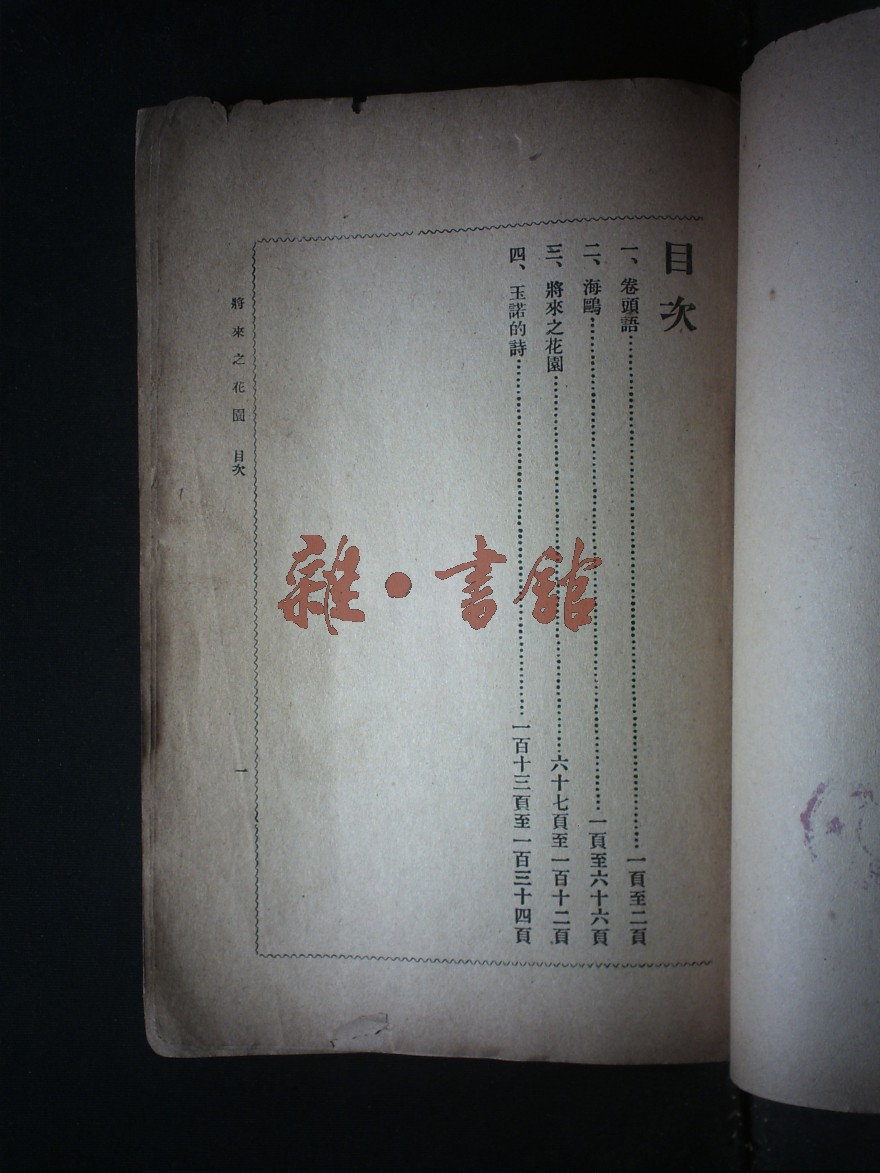 目次
一、卷頭語……一頁至二頁
二、海鷗……一頁至六十六頁
三、將來之花園……六十七頁至一百十二頁
四、玉諾的詩……一百十三頁至一百三十四頁
將來之花園 目次
一
雜•書館